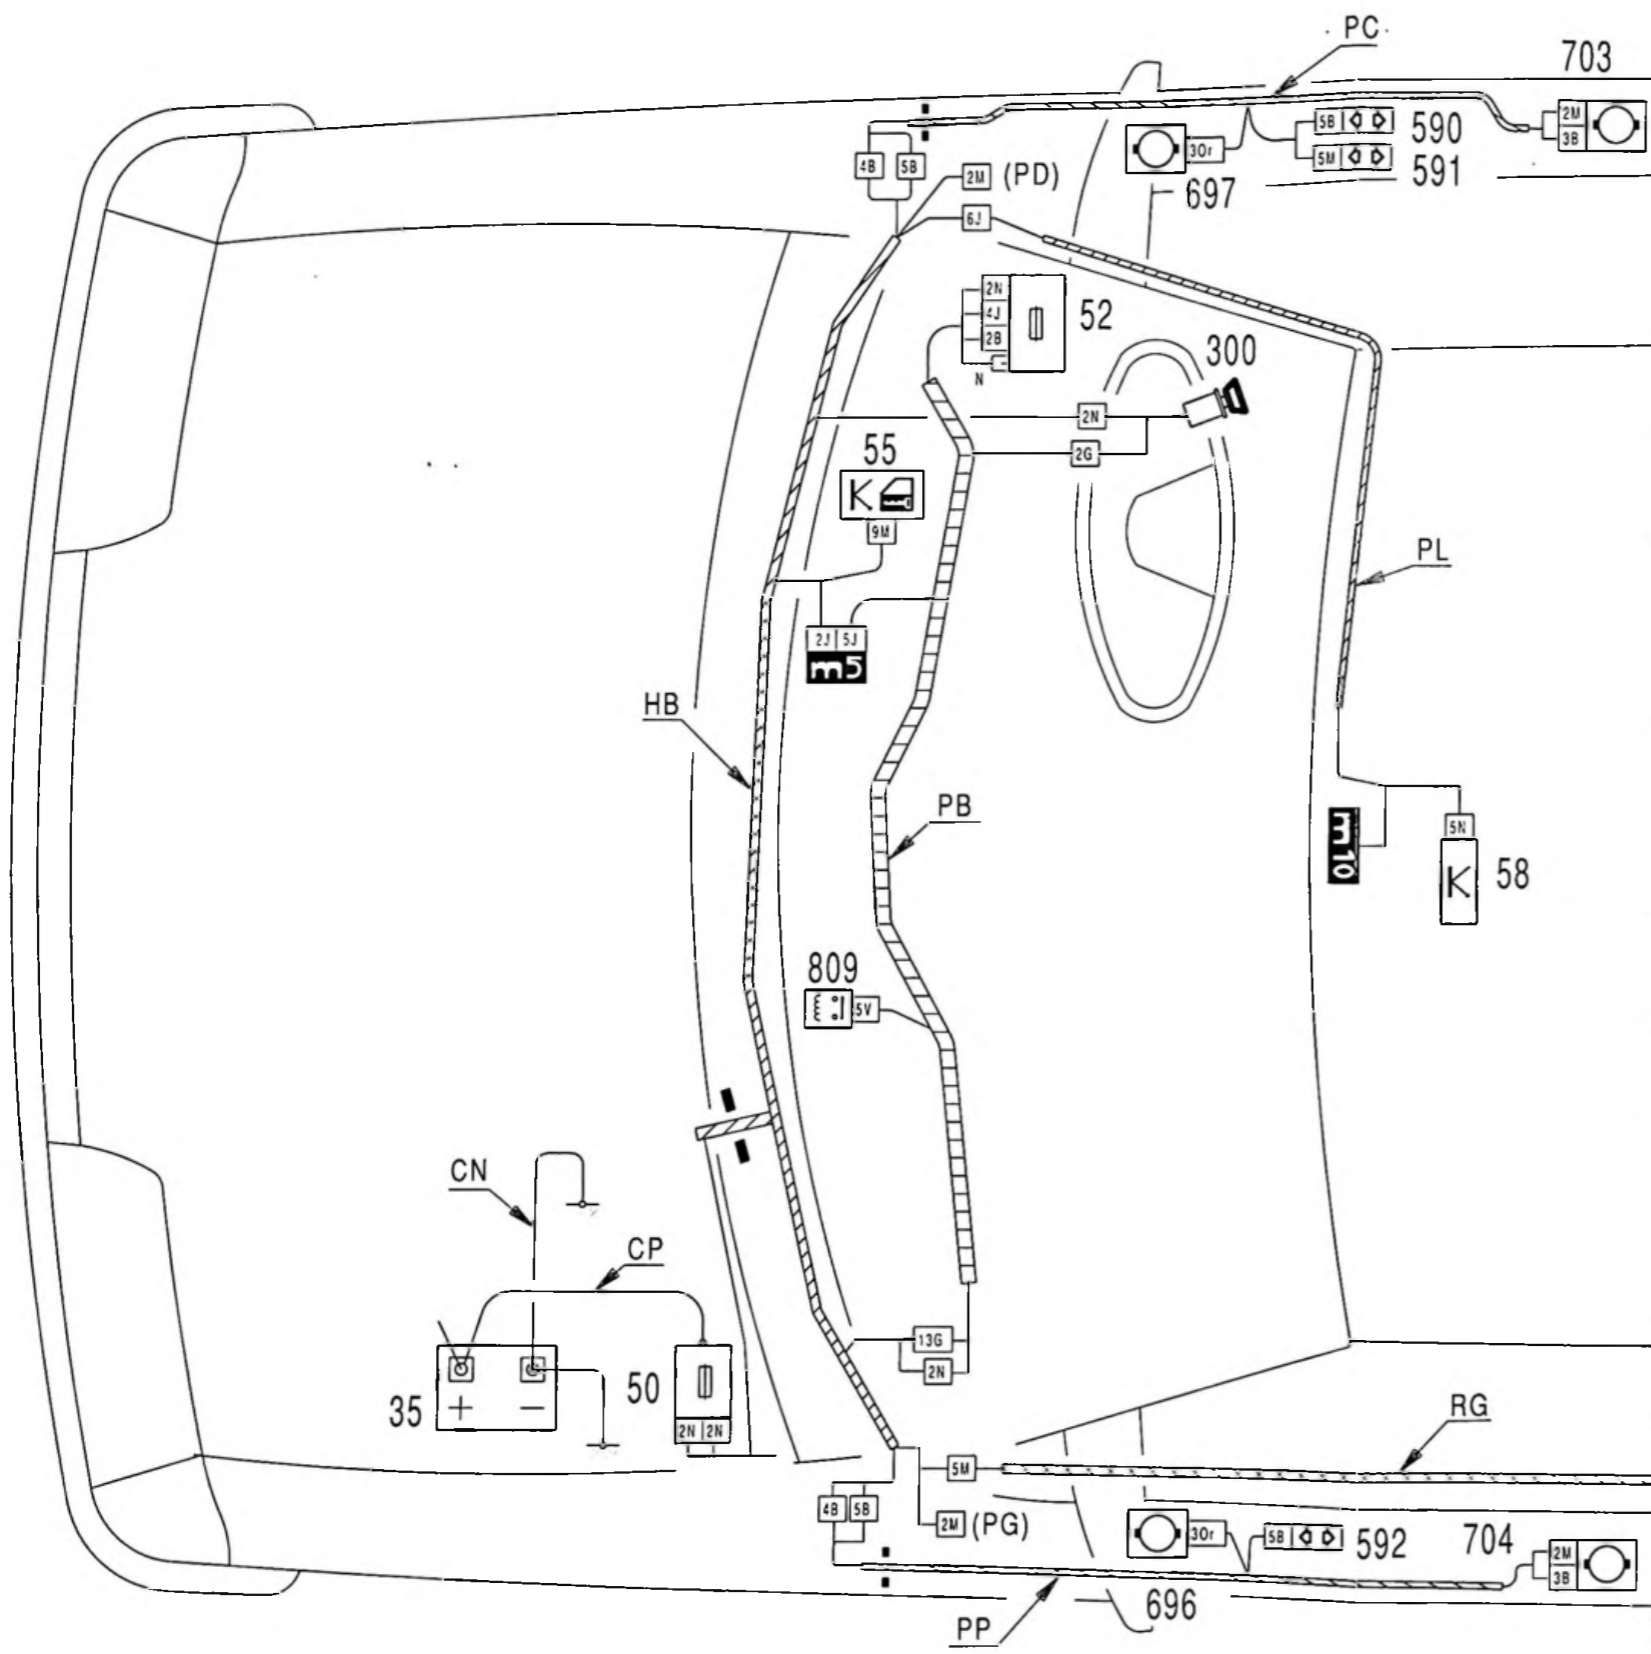 PC
703
2M
3B
5B
590
5M
591
3Or
697
4B
5B
2M (PD)
6J
2N
4J
2B
N
52
300
2N
2G
55
K
9M
2J 5J
m5
PL
HB
PB
m10
5N
K
58
809
5V
CN
CP
35
+ −
50
2N 2N
13G
2N
RG
5M
4B 5B
2M (PG)
3Or
5B
592
704
2M
3B
696
PP